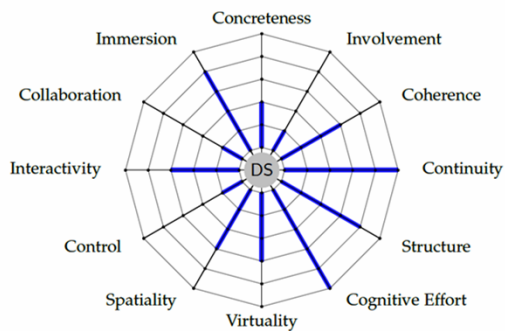 Concreteness
Immersion
Involvement
Collaboration
Coherence
Interactivity
DS
Continuity
Control
Structure
Spatiality
Cognitive Effort
Virtuality